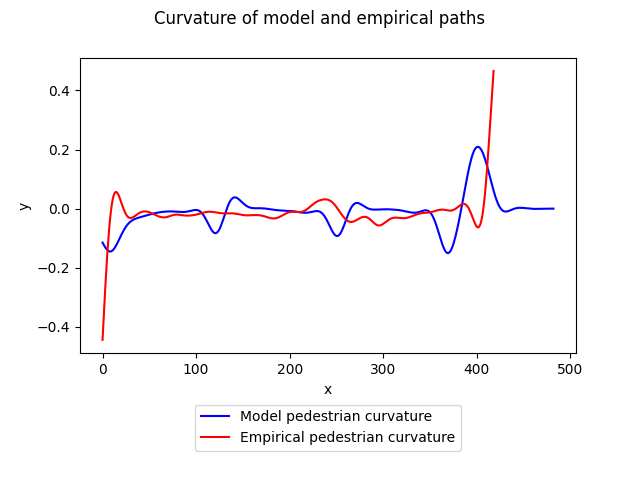 Curvature of model and empirical paths
0.4
0.2
0.0
−0.2
−0.4
y
0 100 200 300 400 500
x
Model pedestrian curvature
Empirical pedestrian curvature